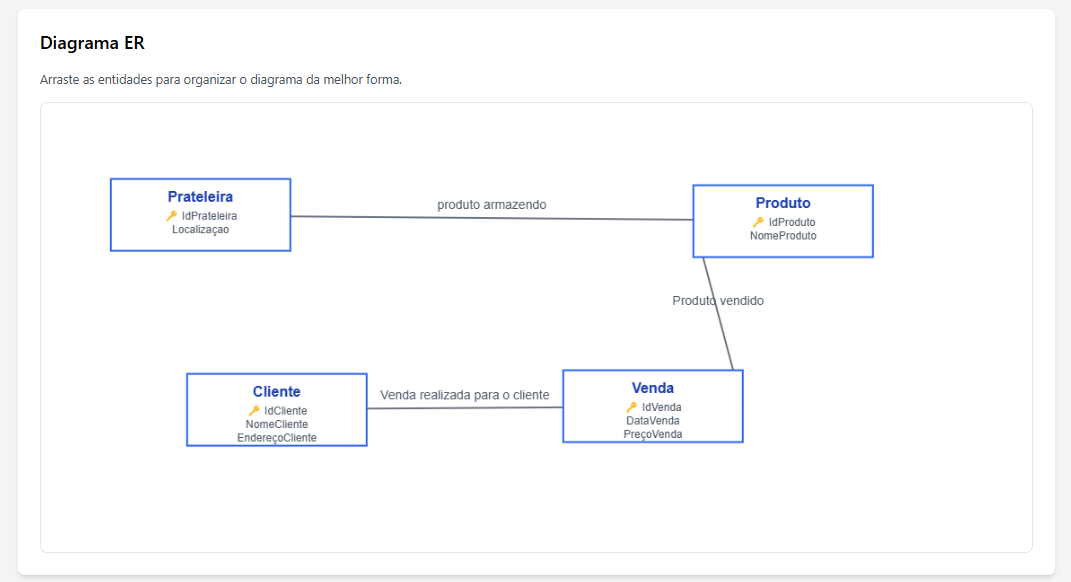 Diagrama ER
Arraste as entidades para organizar o diagrama da melhor forma.
Prateleira
IdPrateleira
Localizaçao
produto armazendo
Produto
IdProduto
NomeProduto
Produto vendido
Cliente
IdCliente
NomeCliente
EndereçoCliente
Venda realizada para o cliente
Venda
IdVenda
DataVenda
PreçoVenda